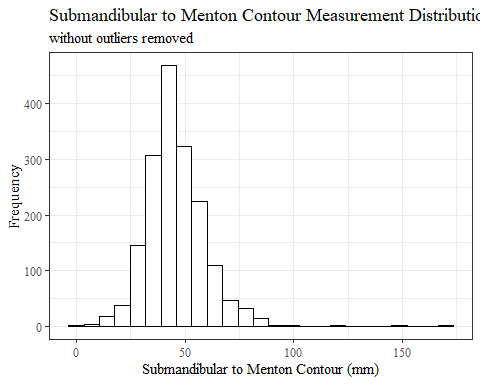 Submandibular to Menton Contour Measurement Distributio
without outliers removed
400
300
200
100
0
Frequency
0 50 100 150
Submandibular to Menton Contour (mm)